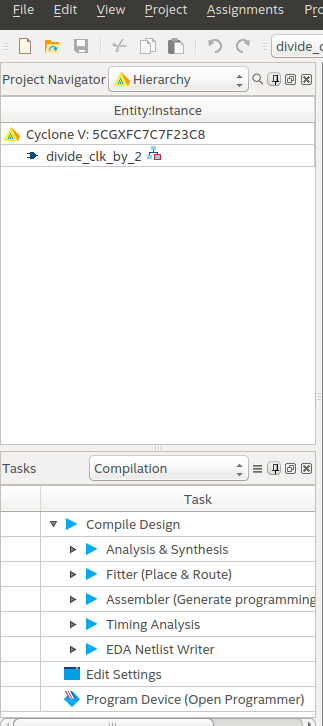 File Edit View Project Assignments Pro
divide_c
Project Navigator Hierarchy
Entity:Instance
Cyclone V: 5CGXFC7C7F23C8
divide_clk_by_2
Tasks Compilation
Task
Compile Design
Analysis & Synthesis
Fitter (Place & Route)
Assembler (Generate programming
Timing Analysis
EDA Netlist Writer
Edit Settings
Program Device (Open Programmer)